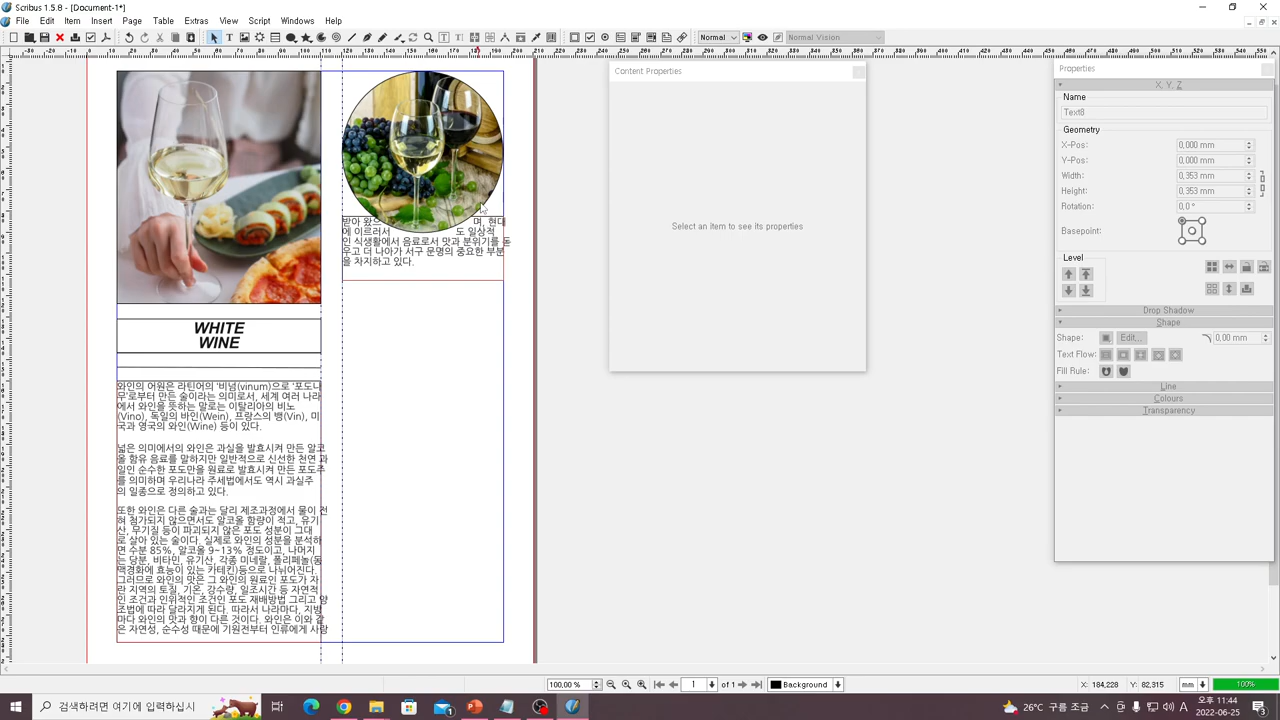 Scribus 1.5.8 - [Document-1*]
File Edit Item Insert Page Table Extras View Script Windows Help
Normal
Normal Vision
Content Properties
Select an item to see its properties
Properties
X, Y, Z
Name
Text8
Geometry
X-Pos: 0,000 mm
Y-Pos: 0,000 mm
Width: 0,353 mm
Height: 0,353 mm
Rotation: 0,0 °
Basepoint:
Level
Drop Shadow
Shape
Shape: Edit... 0,00 mm
Text Flow:
Fill Rule:
Line
Colours
Transparency
WHITE
WINE
와인의 어원은 라틴어의 '비넘(vinum)으로 '포도나
무'로부터 만든 술이라는 의미로서, 세계 여러 나라
에서 와인을 뜻하는 말로는 이탈리아의 비노
(Vino), 독일의 바인(Wein), 프랑스의 뱅(Vin), 미
국과 영국의 와인(Wine) 등이 있다.
넓은 의미에서의 와인은 과실을 발효시켜 만든 알코
올 함유 음료를 말하지만 일반적으로 신선한 천연 과
일인 순수한 포도만을 원료로 발효시켜 만든 포도주
를 의미하며 우리나라 주세법에서도 역시 과실주
의 일종으로 정의하고 있다.
또한 와인은 다른 술과는 달리 제조과정에서 물이 전
혀 첨가되지 않으면서도 알코올 함량이 적고, 유기
산, 무기질 등이 파괴되지 않은 포도 성분이 그대
로 살아 있는 술이다. 실제로 와인의 성분을 분석하
면 수분 85%, 알코올 9~13% 정도이고, 나머지
는 당분, 비타민, 유기산, 각종 미네랄, 폴리페놀(동
맥경화에 효능이 있는 카테킨)등으로 나뉘어진다.
그러므로 와인의 맛은 그 와인의 원료인 포도가 자
란 지역의 토질, 기온, 강수량, 일조시간 등 자연적
인 조건과 인위적인 조건인 포도 재배방법 그리고 양
조법에 따라 달라지게 된다. 따라서 나라마다, 지방
마다 와인의 맛과 향이 다른 것이다. 와인은 이와 같
은 자연성, 순수성 때문에 기원전부터 인류에게 사랑
받아 왔으며, 현대
에 이르러서도 일상적
인 식생활에서 음료로서 맛과 분위기를 돋
우고 더 나아가 서구 문명의 중요한 부분
을 차지하고 있다.
100,00 %
1 of 1
Background
X: 184,228 Y: 82,315 mm 100%
검색하려면 여기에 입력하십시
26°C 흐림 A 오전 11:44
2022-06-25